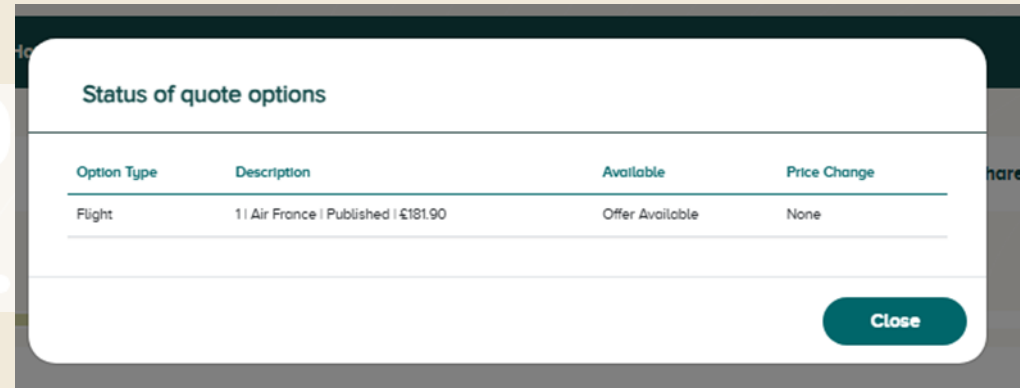 Status of quote options
Option Type Description Available Price Change
Flight 1 | Air France | Published | £181.90 Offer Available None
Close